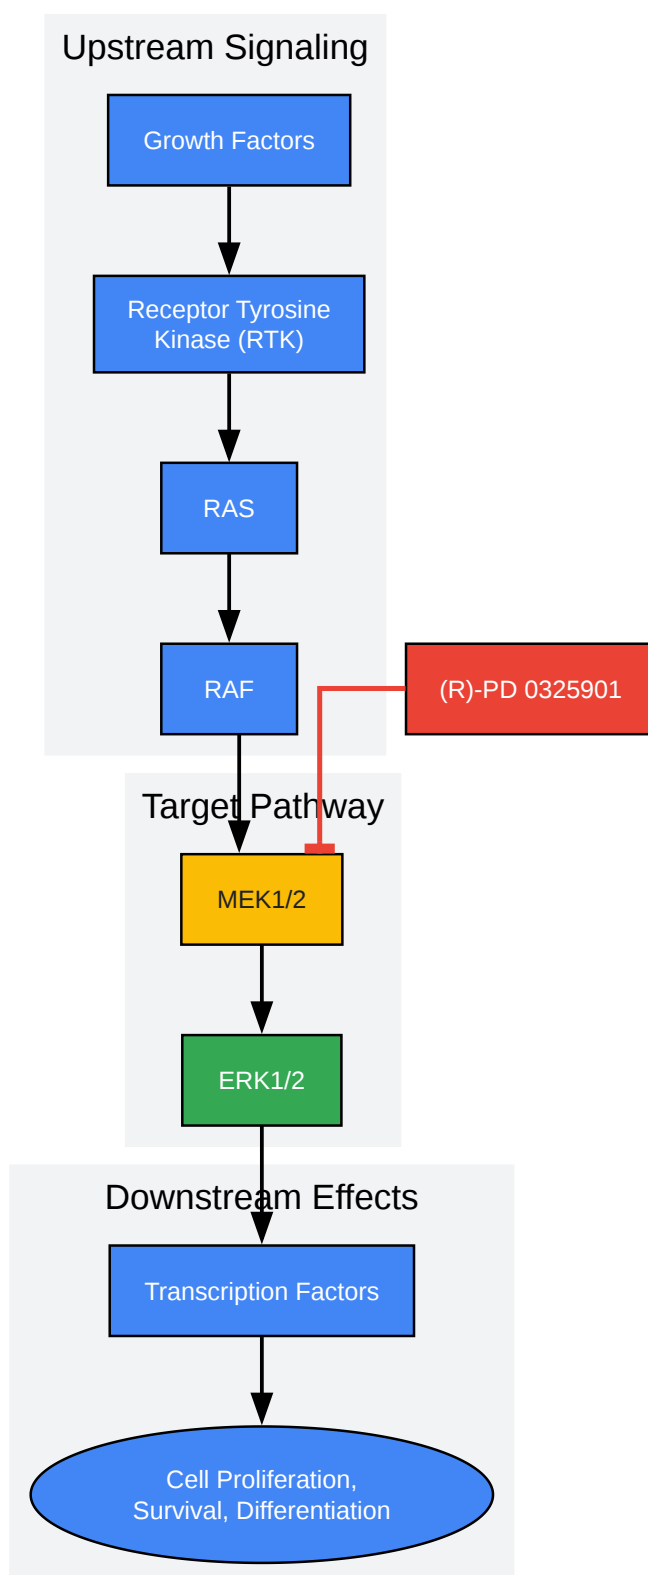 Upstream Signaling
Growth Factors
Receptor Tyrosine
Kinase (RTK)
RAS
RAF
(R)-PD 0325901
Target Pathway
MEK1/2
ERK1/2
Downstream Effects
Transcription Factors
Cell Proliferation,
Survival, Differentiation